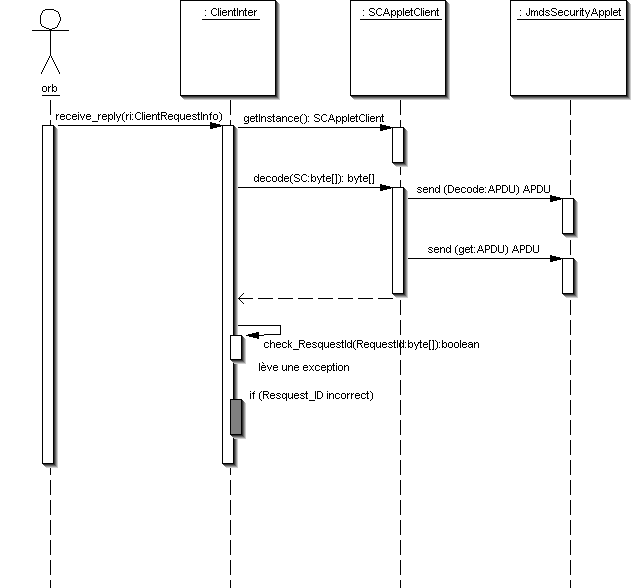 : ClientInter
: SCAppletClient
: JmdsSecurityApplet
orb
receive_reply(ri:ClientRequestInfo)
getInstance(): SCAppletClient
decode(SC:byte[]): byte[]
send (Decode:APDU) APDU
send (get:APDU) APDU
check_ResquestId(RequestId:byte[]):boolean
lève une exception
if (Resquest_ID incorrect)